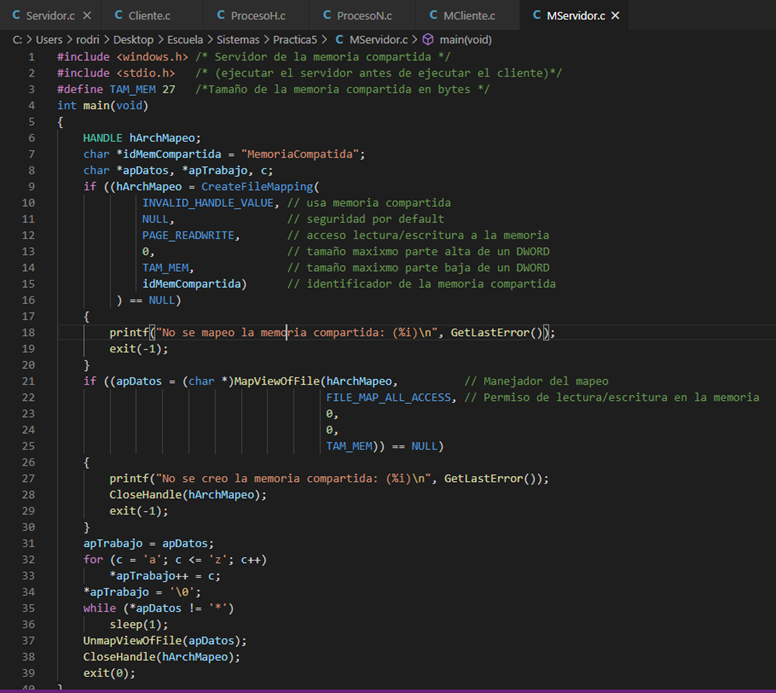 Servidor.c Cliente.c ProcesoH.c ProcesoN.c MCliente.c MServidor.c
C: > Users > rodri > Desktop > Escuela > Sistemas > Practica5 > MServidor.c > main(void)
1 #include <windows.h> /* Servidor de la memoria compartida */
2 #include <stdio.h> /* (ejecutar el servidor antes de ejecutar el cliente)*/
3 #define TAM_MEM 27 /*Tamaño de la memoria compartida en bytes */
4 int main(void)
5 {
6 HANDLE hArchMapeo;
7 char *idMemCompartida = "MemoriaCompatida";
8 char *apDatos, *apTrabajo, c;
9 if ((hArchMapeo = CreateFileMapping(
10 INVALID_HANDLE_VALUE, // usa memoria compartida
11 NULL, // seguridad por default
12 PAGE_READWRITE, // acceso lectura/escritura a la memoria
13 0, // tamaño maxixmo parte alta de un DWORD
14 TAM_MEM, // tamaño maxixmo parte baja de un DWORD
15 idMemCompartida) // identificador de la memoria compartida
16 ) == NULL)
17 {
18 printf("No se mapeo la memoria compartida: (%i)\n", GetLastError());
19 exit(-1);
20 }
21 if ((apDatos = (char *)MapViewOfFile(hArchMapeo, // Manejador del mapeo
22 FILE_MAP_ALL_ACCESS, // Permiso de lectura/escritura en la memoria
23 0,
24 0,
25 TAM_MEM)) == NULL)
26 {
27 printf("No se creo la memoria compartida: (%i)\n", GetLastError());
28 CloseHandle(hArchMapeo);
29 exit(-1);
30 }
31 apTrabajo = apDatos;
32 for (c = 'a'; c <= 'z'; c++)
33 *apTrabajo++ = c;
34 *apTrabajo = '\0';
35 while (*apDatos != '*')
36 sleep(1);
37 UnmapViewOfFile(apDatos);
38 CloseHandle(hArchMapeo);
39 exit(0);
40 }